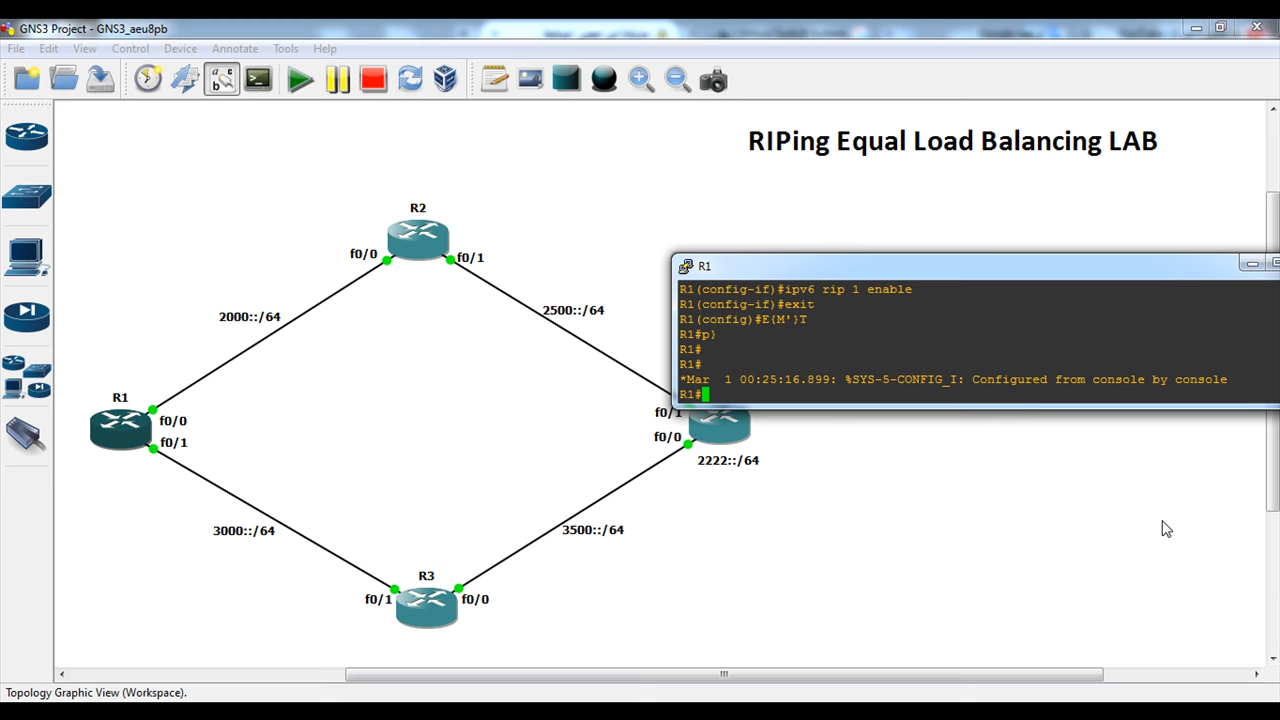 GNS3 Project - GNS3_aeu8pb
File Edit View Control Device Annotate Tools Help
RIPing Equal Load Balancing LAB
R2
f0/0
f0/1
2000::/64
2500::/64
R1
R1(config-if)#ipv6 rip 1 enable
R1(config-if)#exit
R1(config)#E{M'}T
R1#p}
R1#
R1#
*Mar  1 00:25:16.899: %SYS-5-CONFIG_I: Configured from console by console
R1#
R1
f0/0
f0/1
f0/1
f0/0
2222::/64
3000::/64
3500::/64
R3
f0/1
f0/0
Topology Graphic View (Workspace).